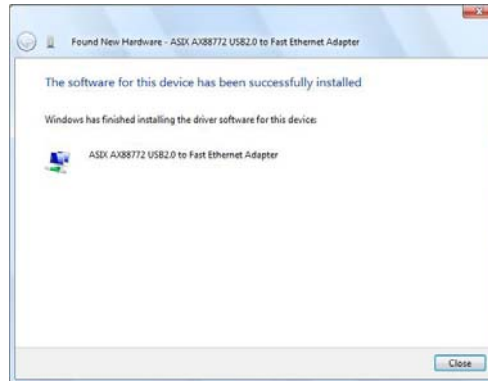 Found New Hardware - ASIX AX88772 USB2.0 to Fast Ethernet Adapter
The software for this device has been successfully installed
Windows has finished installing the driver software for this device:
ASIX AX88772 USB2.0 to Fast Ethernet Adapter
Close